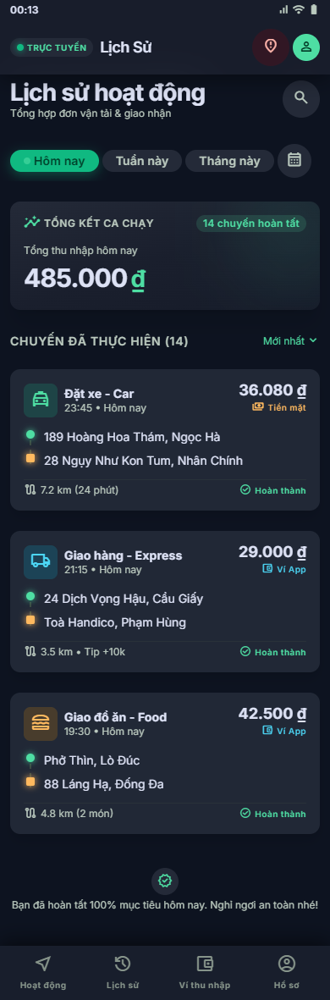 00:13
TRỰC TUYẾN
Lịch Sử
Lịch sử hoạt động
Tổng hợp đơn vận tải & giao nhận
Hôm nay
Tuần này
Tháng này
TỔNG KẾT CA CHẠY
14 chuyến hoàn tất
Tổng thu nhập hôm nay
485.000 đ
CHUYẾN ĐÃ THỰC HIỆN (14)
Mới nhất
Đặt xe - Car
36.080 ₫
23:45 • Hôm nay
Tiền mặt
189 Hoàng Hoa Thám, Ngọc Hà
28 Ngụy Như Kon Tum, Nhân Chính
7.2 km (24 phút)
Hoàn thành
Giao hàng - Express
29.000 ₫
21:15 • Hôm nay
Ví App
24 Dịch Vọng Hậu, Cầu Giấy
Toà Handico, Phạm Hùng
3.5 km • Tip +10k
Hoàn thành
Giao đồ ăn - Food
42.500 ₫
19:30 • Hôm nay
Ví App
Phở Thìn, Lò Đúc
88 Láng Hạ, Đống Đa
4.8 km (2 món)
Hoàn thành
Bạn đã hoàn tất 100% mục tiêu hôm nay. Nghỉ ngơi an toàn nhé!
Hoạt động
Lịch sử
Ví thu nhập
Hồ sơ